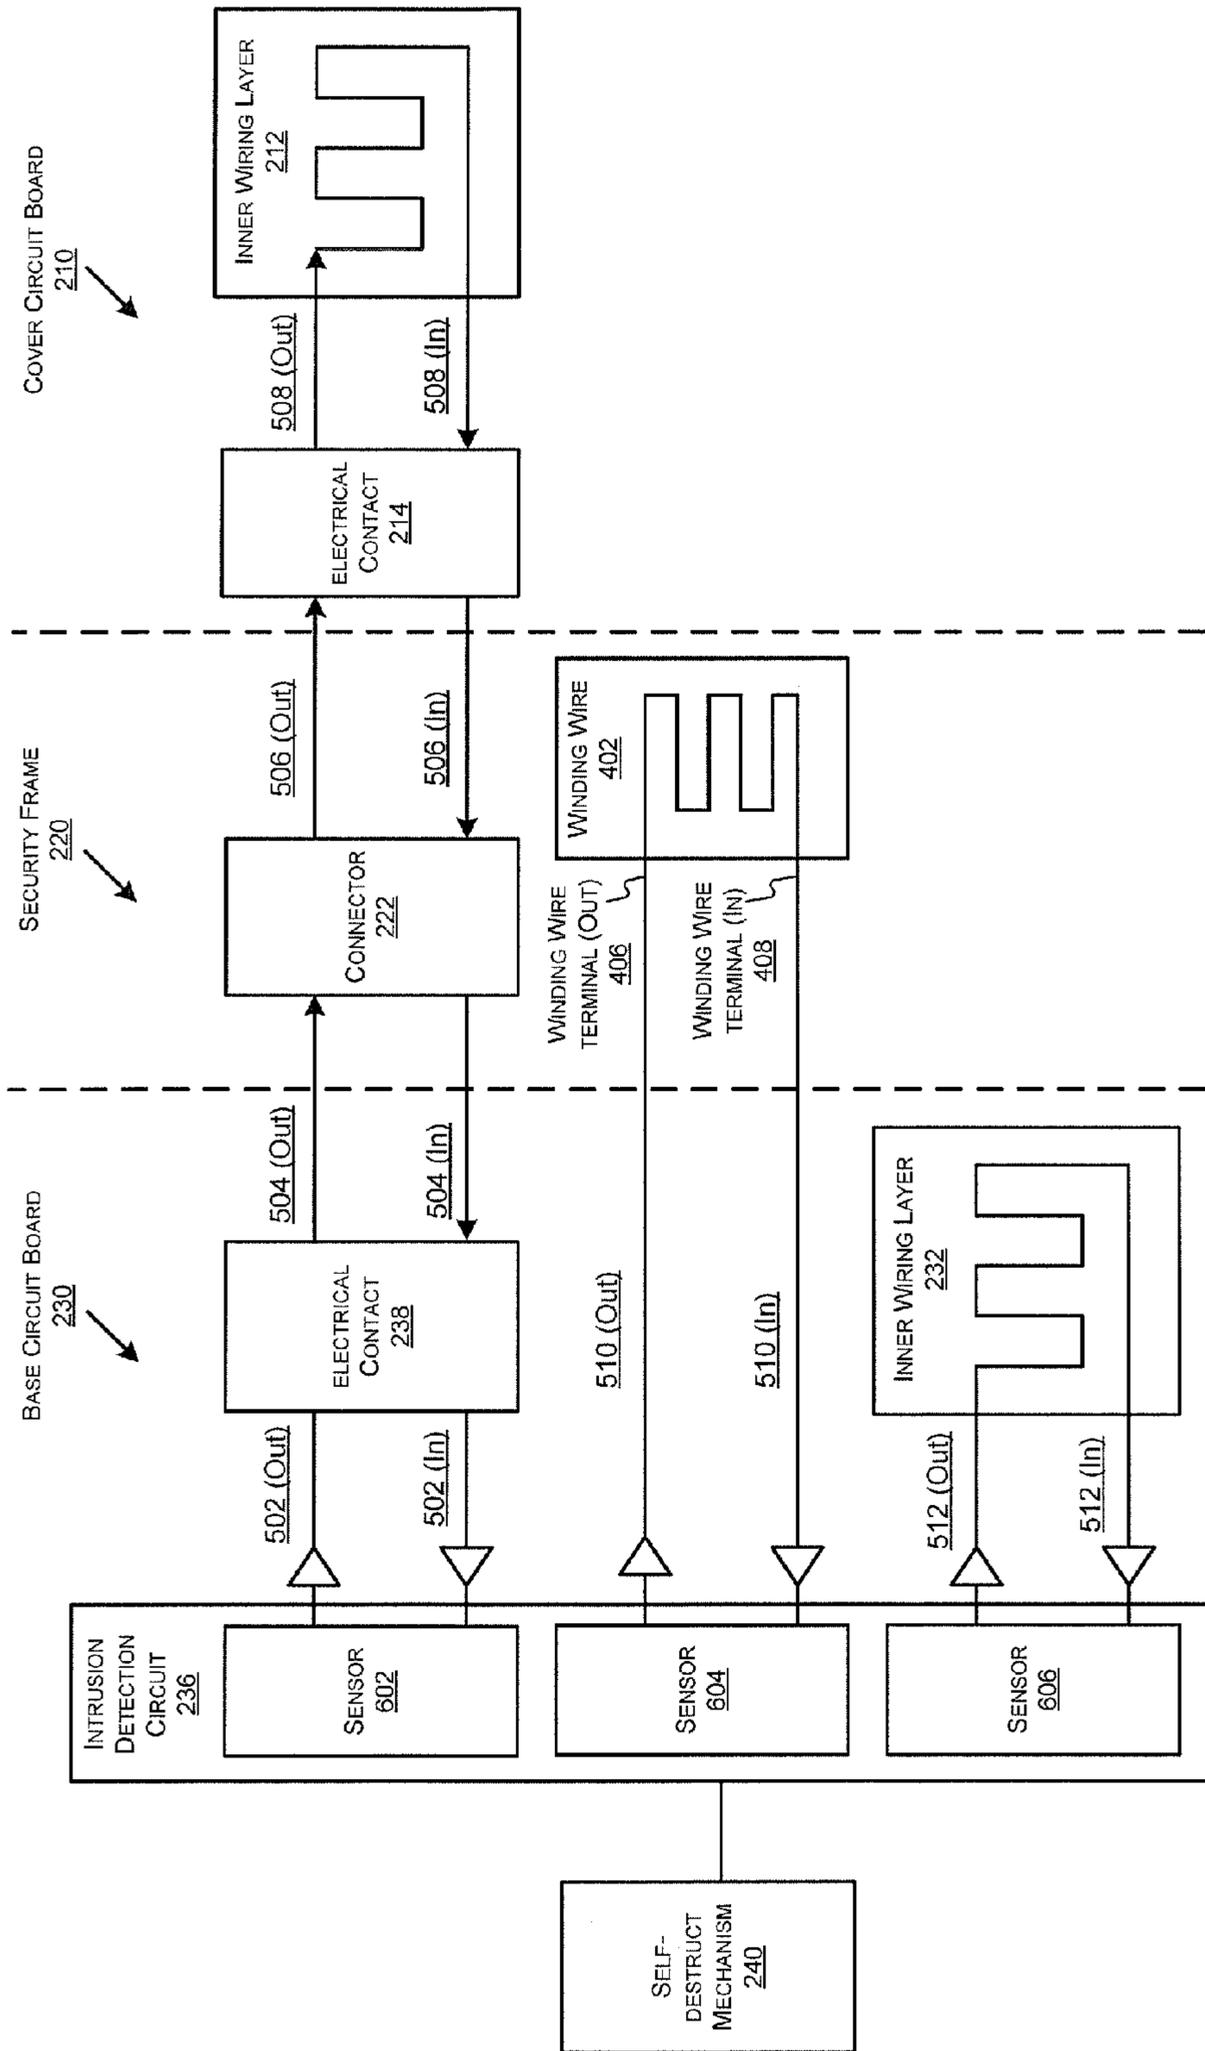 BASE CIRCUIT BOARD
230
SECURITY FRAME
220
COVER CIRCUIT BOARD
210
INTRUSION
DETECTION
CIRCUIT
236
SENSOR
602
502 (Out)
502 (In)
ELECTRICAL
CONTACT
238
504 (Out)
504 (In)
CONNECTOR
222
506 (Out)
506 (In)
ELECTRICAL
CONTACT
214
508 (Out)
508 (In)
INNER WIRING LAYER
212
SELF-
DESTRUCT
MECHANISM
240
SENSOR
604
510 (Out)
510 (In)
WINDING WIRE
TERMINAL (OUT)
406
WINDING WIRE
TERMINAL (IN)
408
WINDING WIRE
402
SENSOR
606
512 (Out)
512 (In)
INNER WIRING LAYER
232